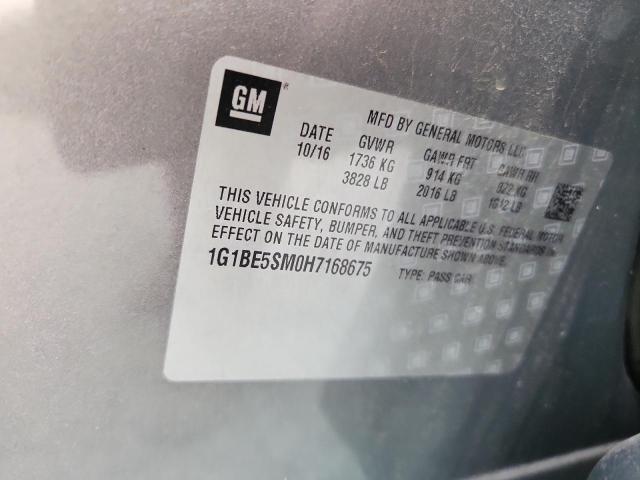 GM ®
MFD BY GENERAL MOTORS LLC
DATE GVWR GAWR FRT GAWR RR
10/16 1736 KG 914 KG 822 KG
3828 LB 2016 LB 1812 LB
THIS VEHICLE CONFORMS TO ALL APPLICABLE U.S. FEDERAL MOTOR
VEHICLE SAFETY, BUMPER, AND THEFT PREVENTION STANDARDS IN
EFFECT ON THE DATE OF MANUFACTURE SHOWN ABOVE.
1G1BE5SM0H7168675 TYPE: PASS CAR